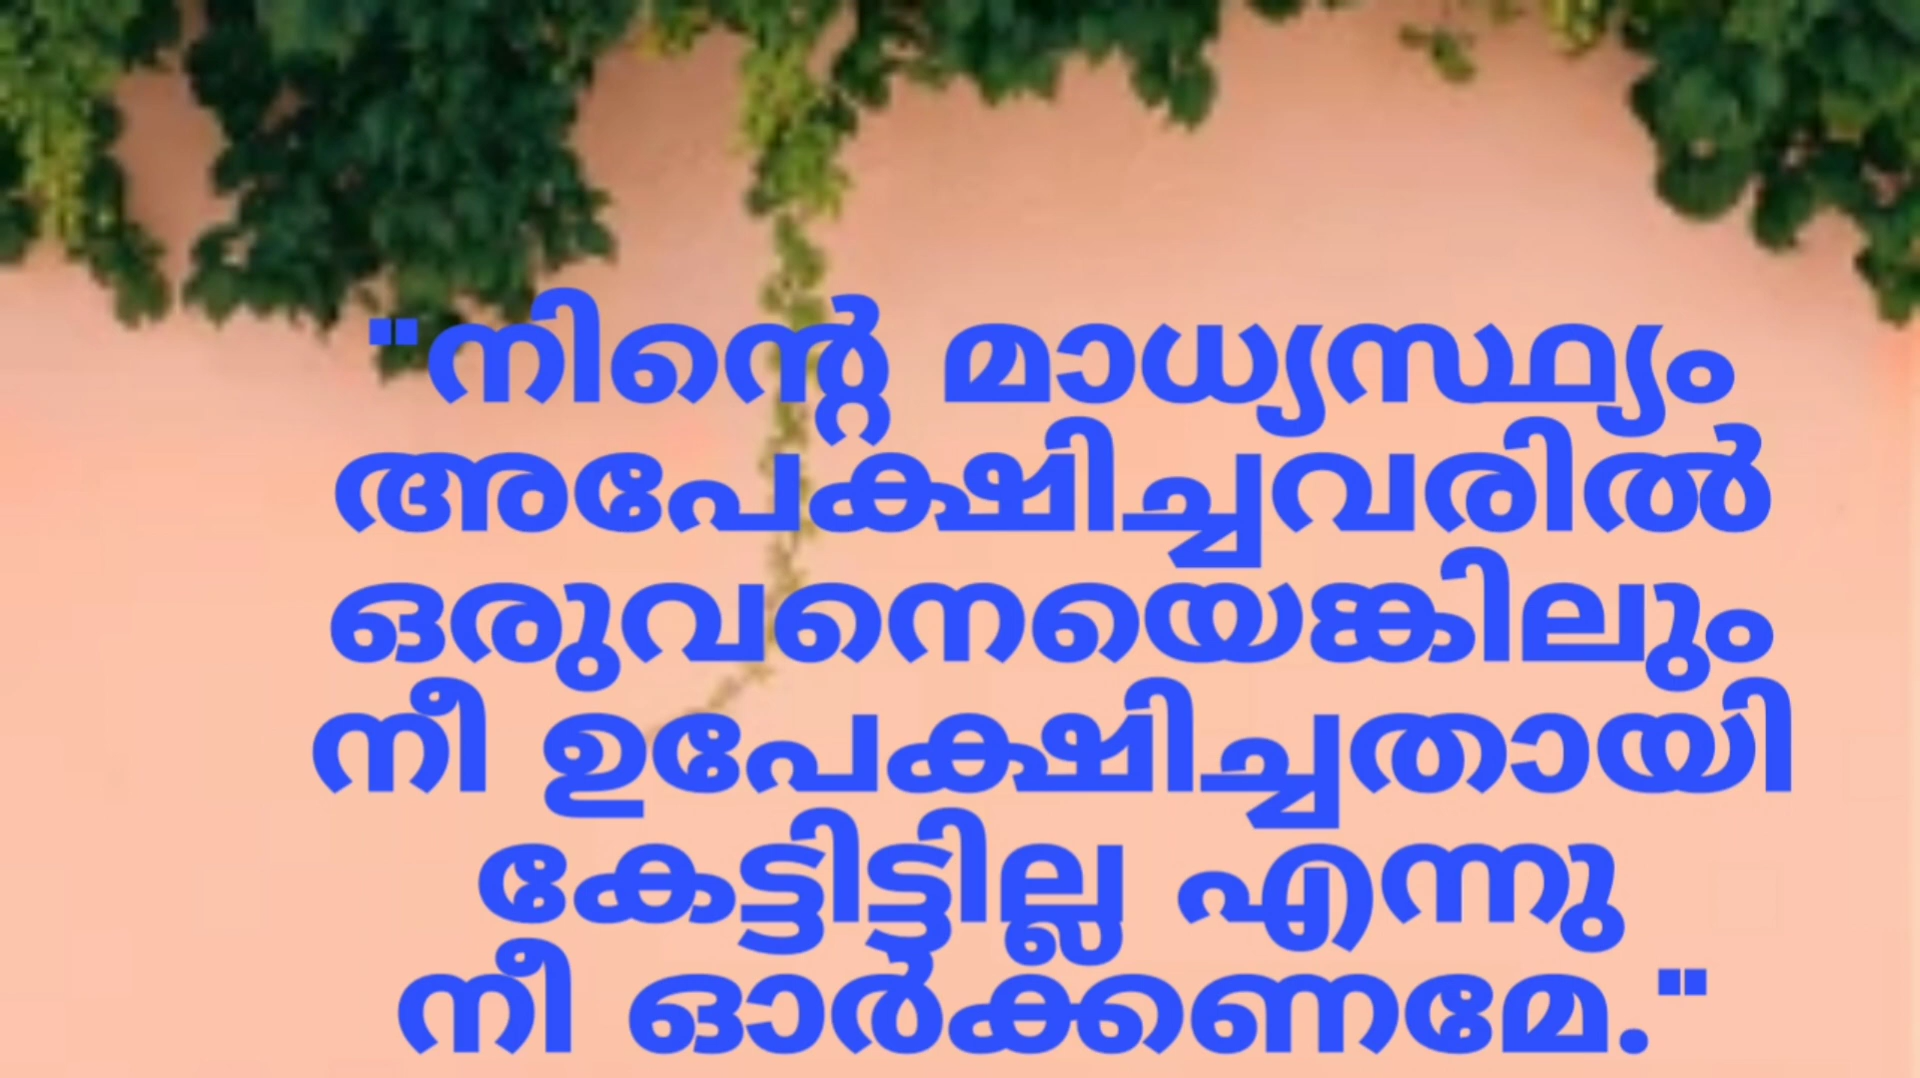 "നിന്റെ മാധ്യസ്ഥ്യം
അപേക്ഷിച്ചവരിൽ
ഒരുവനെയെങ്കിലും
നീ ഉപേക്ഷിച്ചതായി
കേട്ടിട്ടില്ല എന്നു
നീ ഓർക്കണമേ."